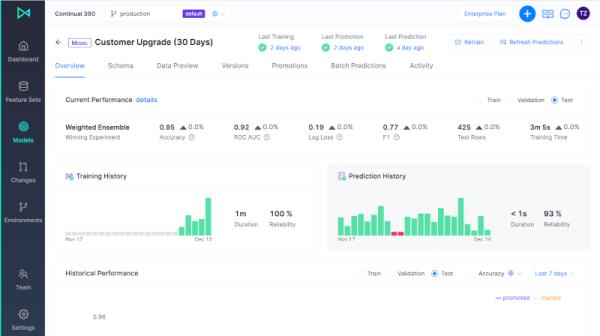 Continual 360
production
default
Enterprise Plan
TZ
Dashboard
Feature Sets
Models
Changes
Environments
Team
Settings
MODEL Customer Upgrade (30 Days)
Last Training
2 days ago
Last Promotion
2 days ago
Last Prediction
a day ago
Retrain
Refresh Predictions
Overview Schema Data Preview Versions Promotions Batch Predictions Activity
Current Performance details
Train Validation Test
Weighted Ensemble 0.95 0.0% 0.92 0.0% 0.19 0.0% 0.77 0.0% 425 0.0% 3m 5s 0.0%
Winning Experiment Accuracy ROC AUC Log Loss F1 Test Rows Training Time
Training History
1m 100 %
Duration Reliability
Nov 17 Dec 13
Prediction History
< 1s 93 %
Duration Reliability
Nov 17 Dec 14
Historical Performance
Train Validation Test
Accuracy
Last 7 days
promoted trained
0.96